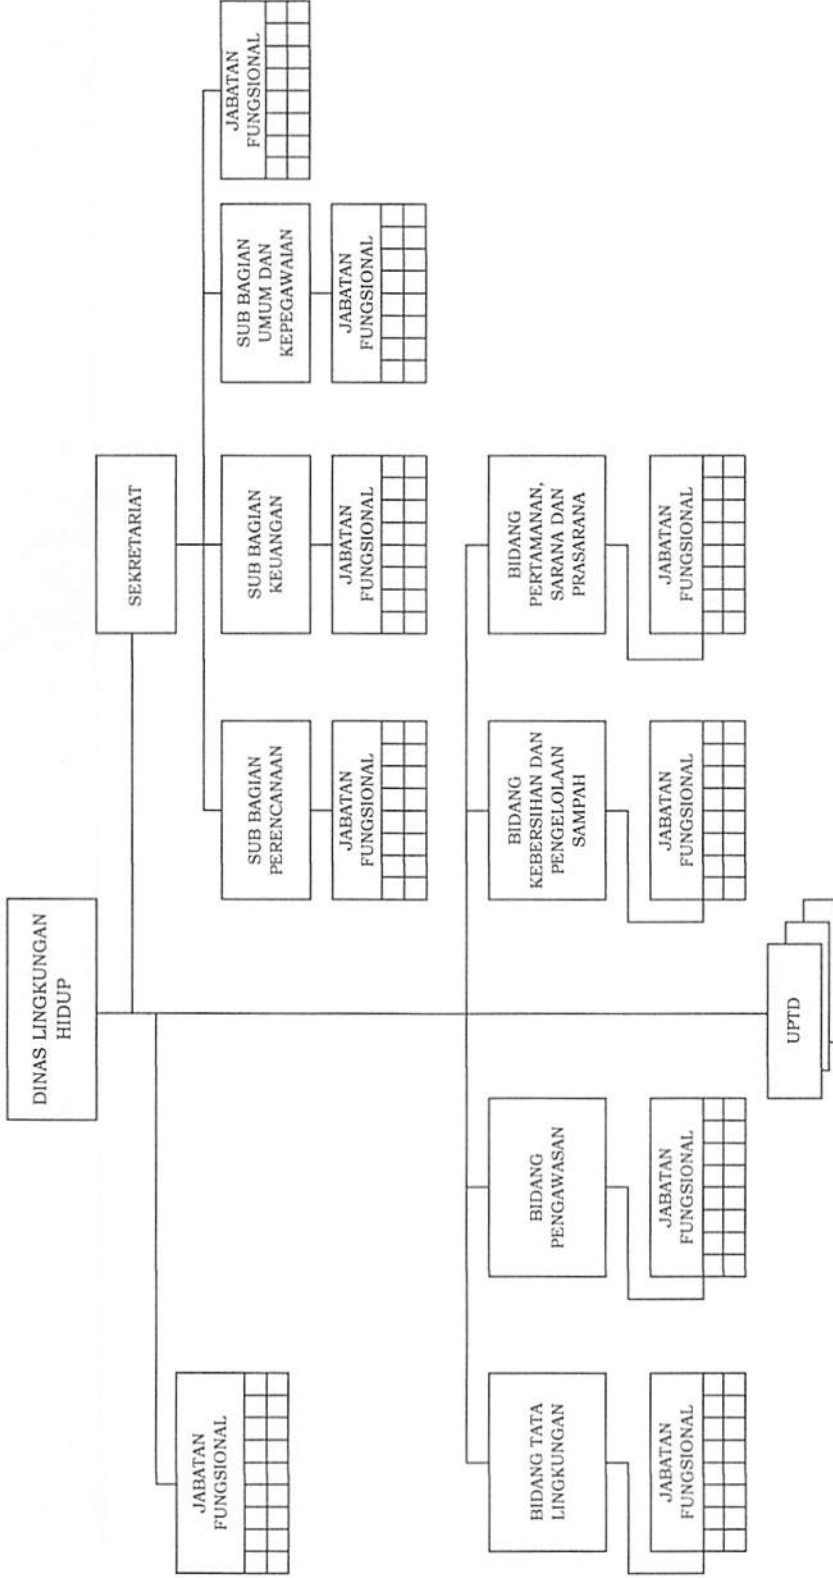 DINAS LINGKUNGAN
HIDUP
SEKRETARIAT
JABATAN
FUNGSIONAL
SUB BAGIAN
PERENCANAAN
SUB BAGIAN
KEUANGAN
SUB BAGIAN
UMUM DAN
KEPEGAWAIAN
JABATAN
FUNGSIONAL
JABATAN
FUNGSIONAL
JABATAN
FUNGSIONAL
JABATAN
FUNGSIONAL
BIDANG TATA
LINGKUNGAN
BIDANG
PENGAWASAN
BIDANG
KEBERSIHAN DAN
PENGELOLAAN
SAMPAH
BIDANG
PERTAMANAN,
SARANA DAN
PRASARANA
JABATAN
FUNGSIONAL
JABATAN
FUNGSIONAL
JABATAN
FUNGSIONAL
JABATAN
FUNGSIONAL
UPTD